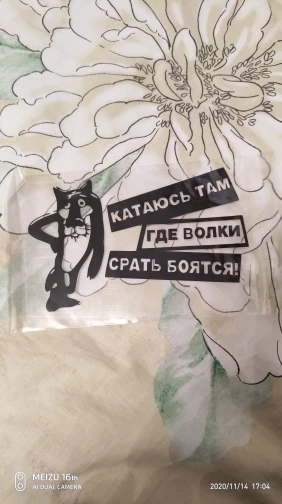 КАТАЮСЬ ТАМ
ГДЕ ВОЛКИ
СРАТЬ БОЯТСЯ!
MEIZU 16th
AI DUAL CAMERA
2020/11/14 17:04